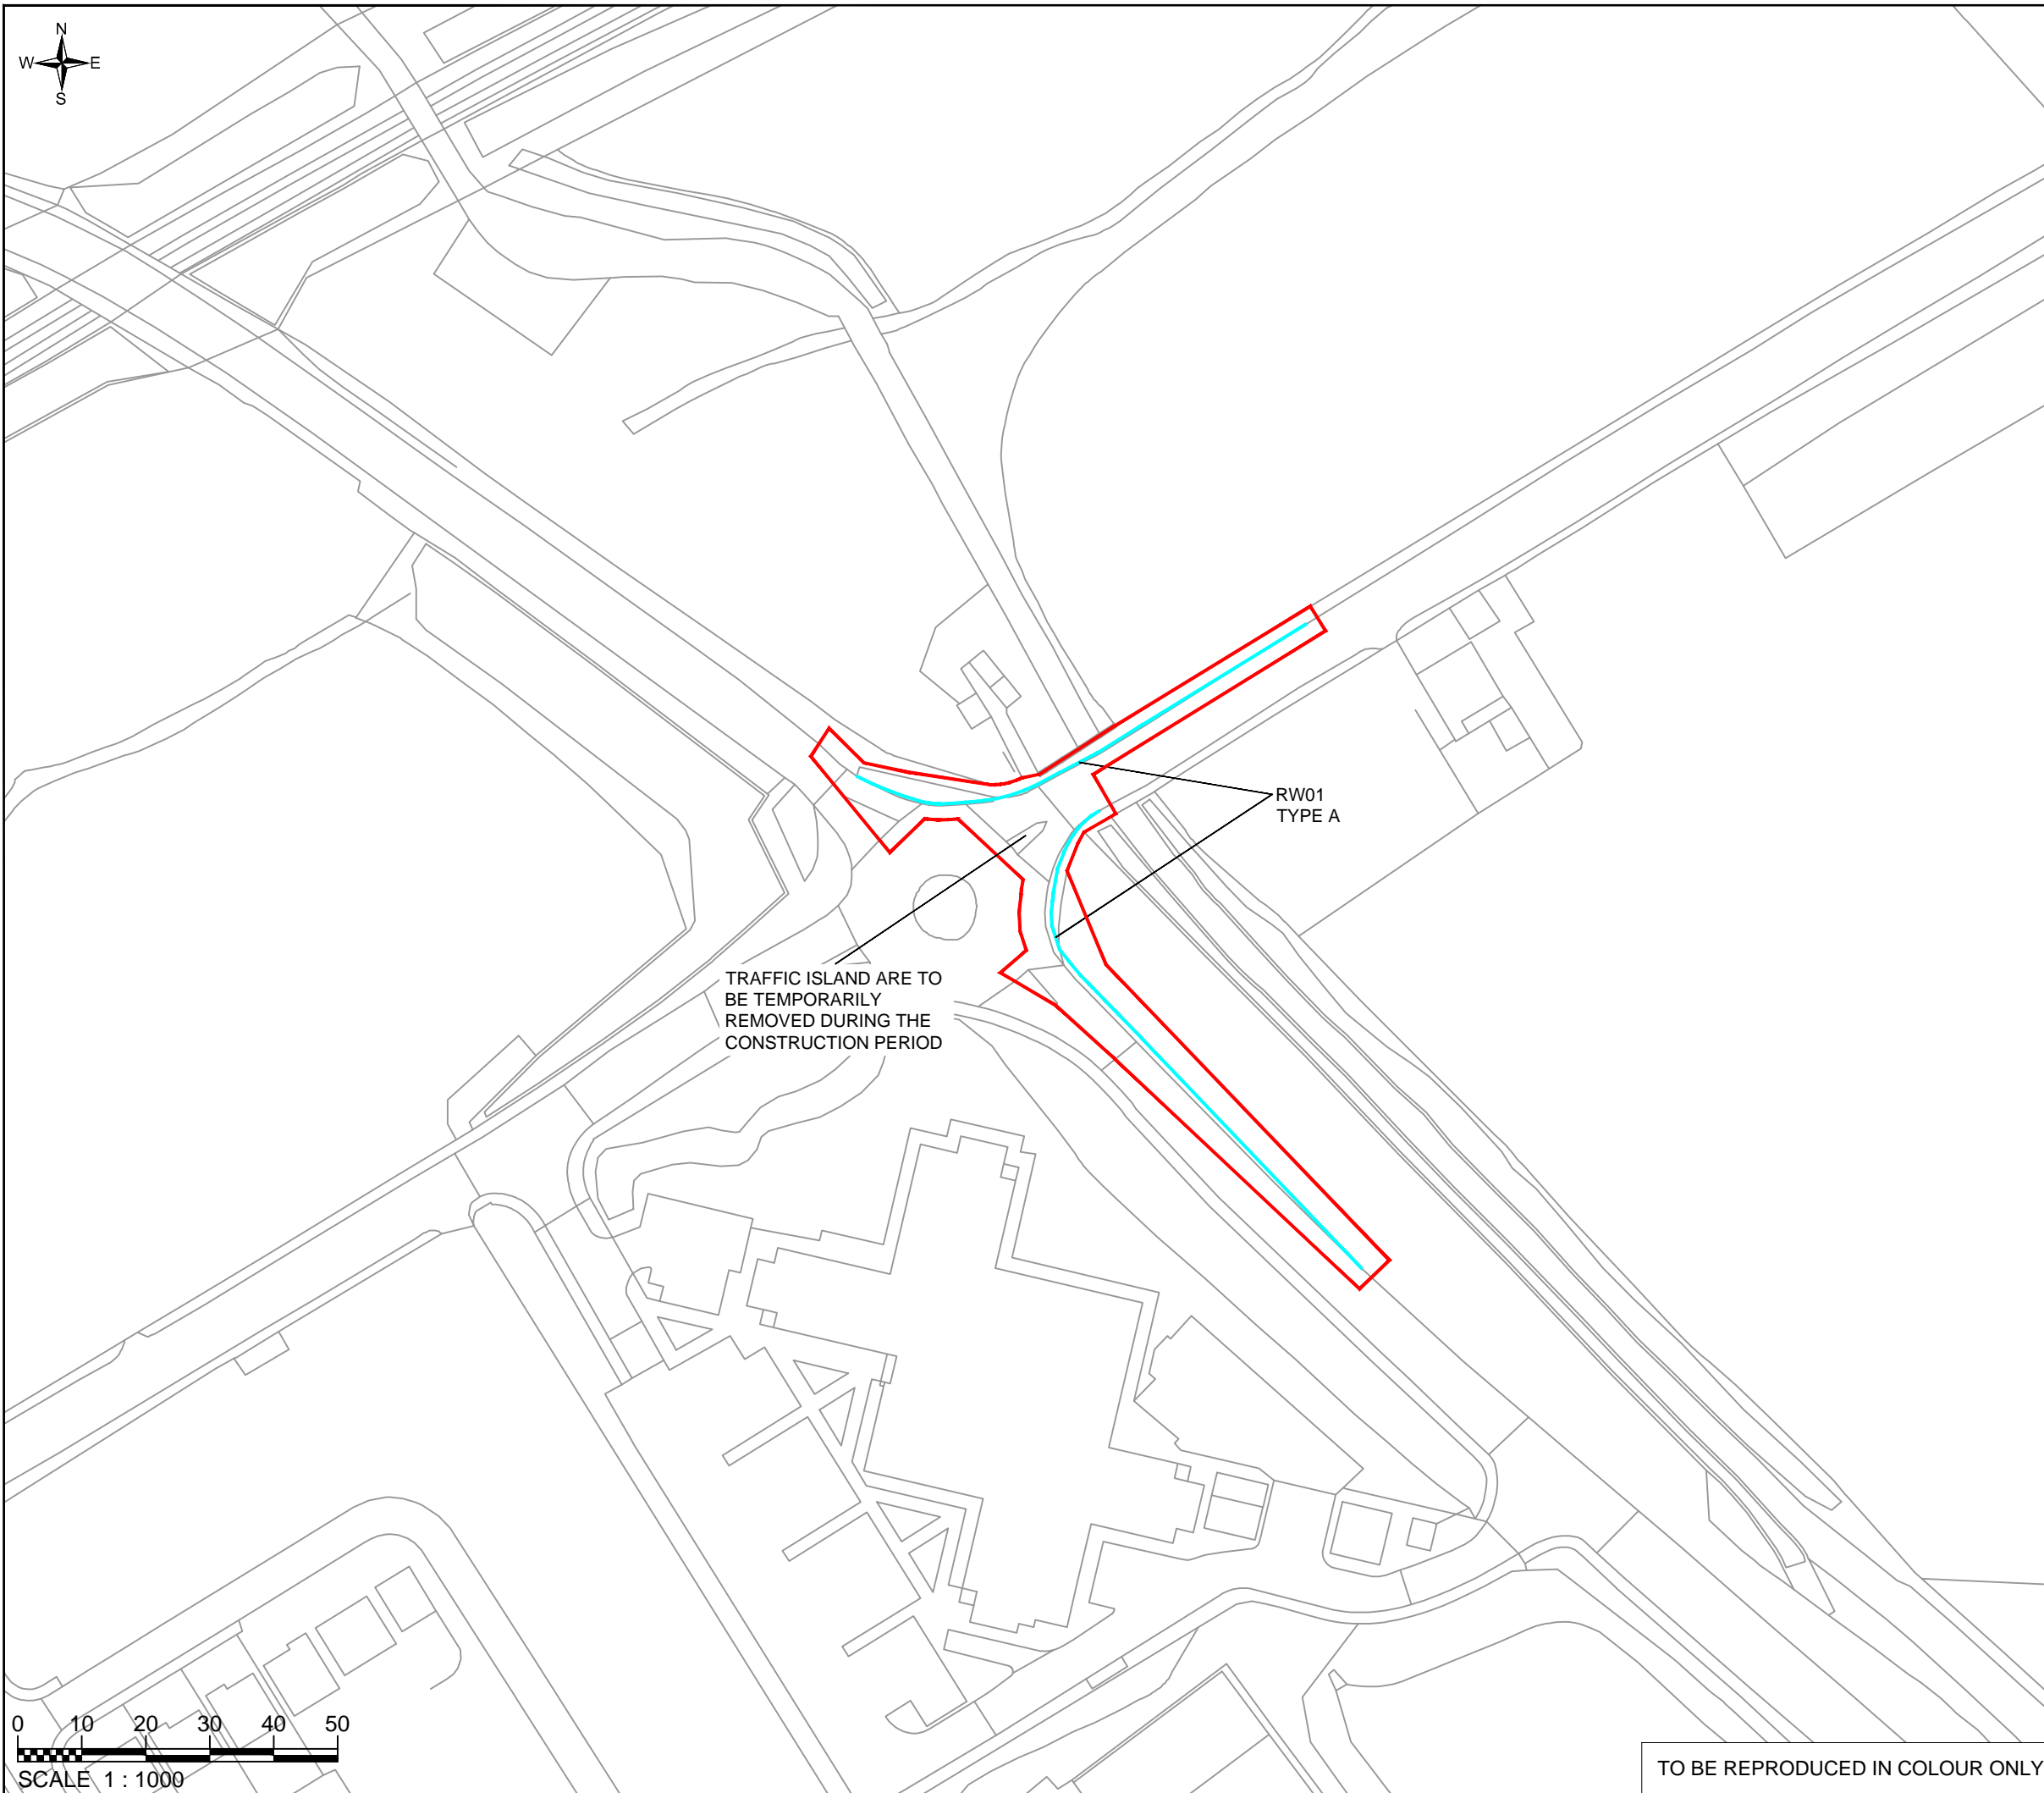 N
W E
S
RW01
TYPE A
TRAFFIC ISLAND ARE TO
BE TEMPORARILY
REMOVED DURING THE
CONSTRUCTION PERIOD
0 10 20 30 40 50
SCALE 1 : 1000
TO BE REPRODUCED IN COLOUR ONLY